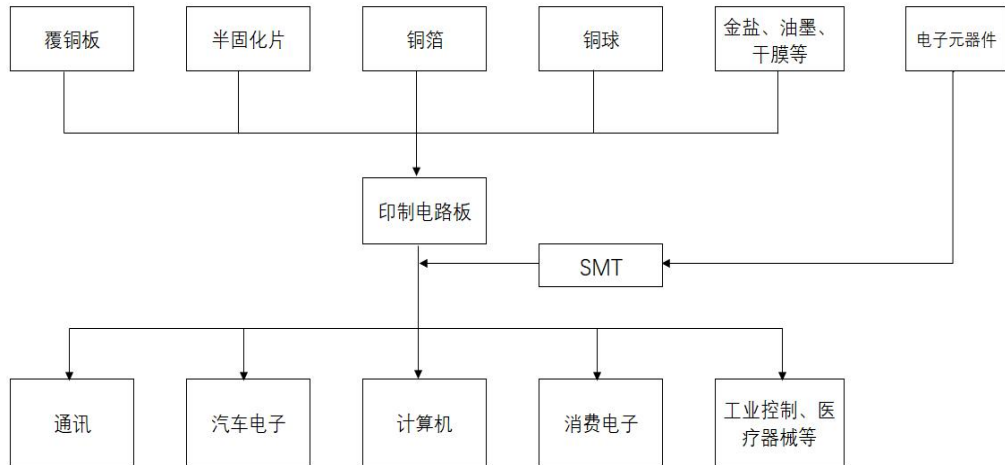 覆铜板
半固化片
铜箔
铜球
金盐、油墨、
干膜等
电子元器件
印制电路板
SMT
通讯
汽车电子
计算机
消费电子
工业控制、医
疗器械等